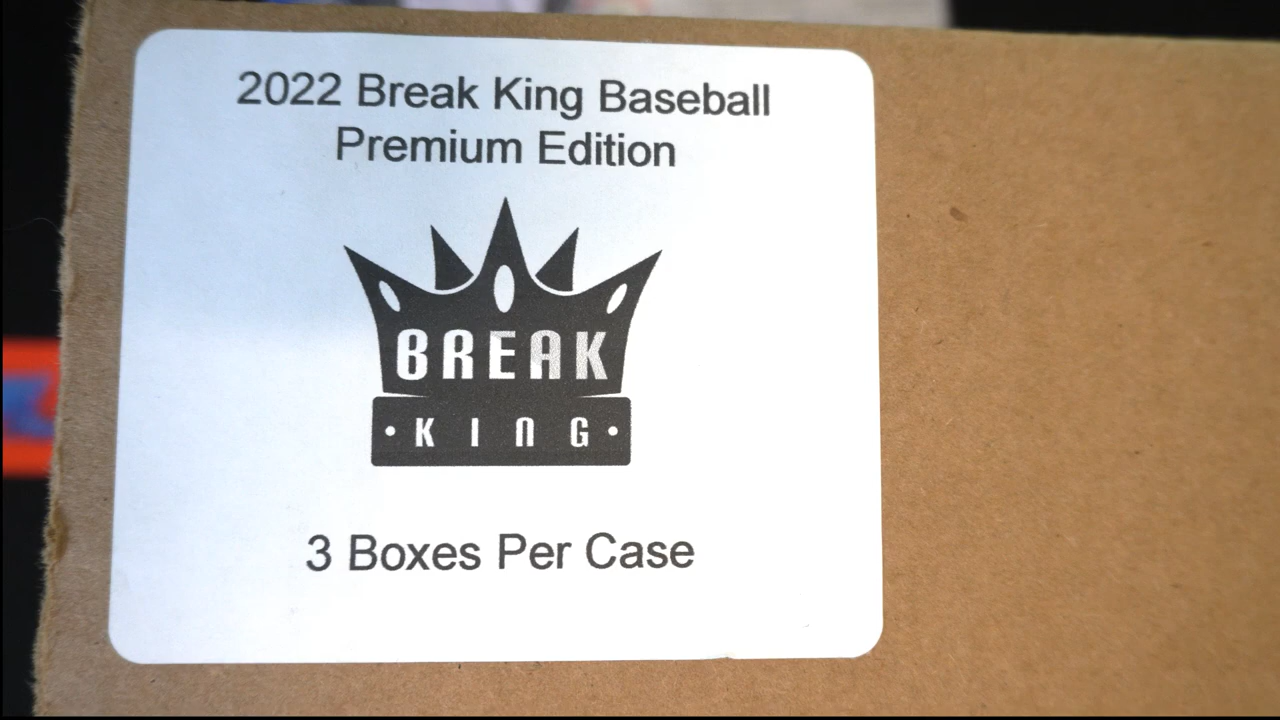 2022 Break King Baseball
Premium Edition
BREAK
• KING •
3 Boxes Per Case